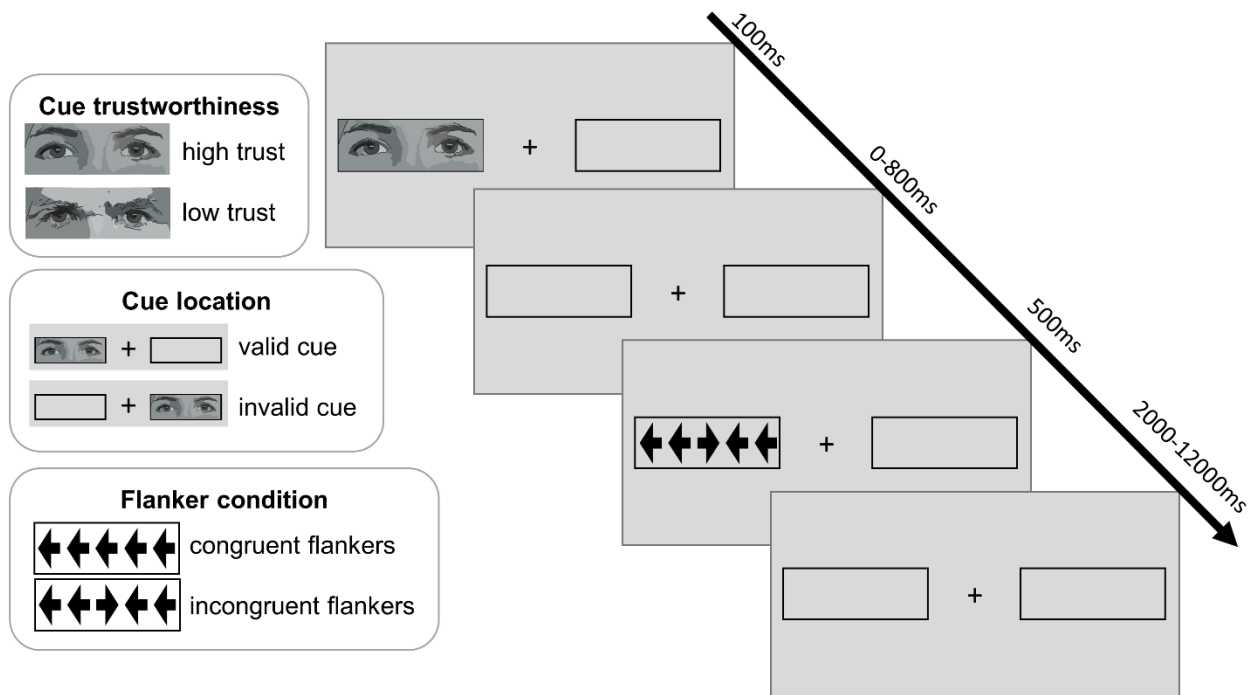 Cue trustworthiness
high trust
low trust
Cue location
+
valid cue
+
invalid cue
Flanker condition
congruent flankers
incongruent flankers
+
+
+
+
100ms
0-800ms
500ms
2000-12000ms